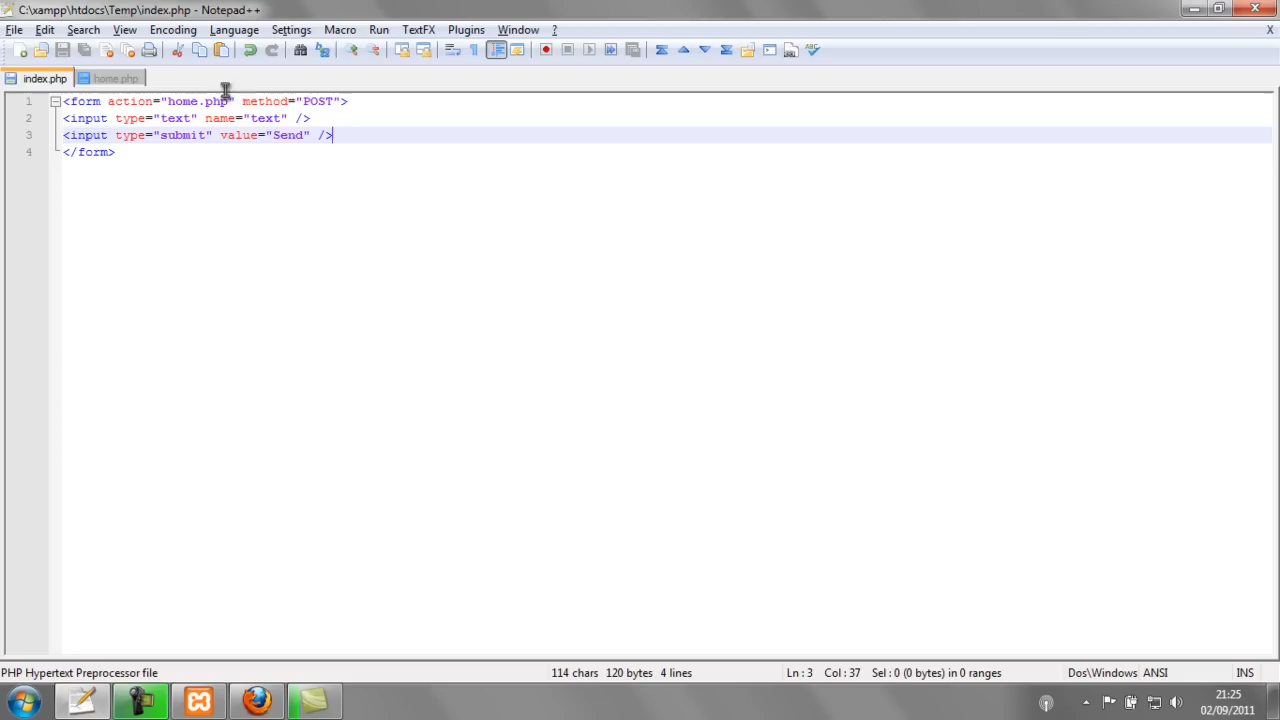 C:\xampp\htdocs\Temp\index.php - Notepad++
File Edit Search View Encoding Language Settings Macro Run TextFX Plugins Window ? X
index.php home.php
1 <form action="home.php" method="POST">
2 <input type="text" name="text" />
3 <input type="submit" value="Send" />
4 </form>
PHP Hypertext Preprocessor file 114 chars 120 bytes 4 lines Ln : 3 Col : 37 Sel : 0 (0 bytes) in 0 ranges Dos\Windows ANSI INS
21:25
02/09/2011